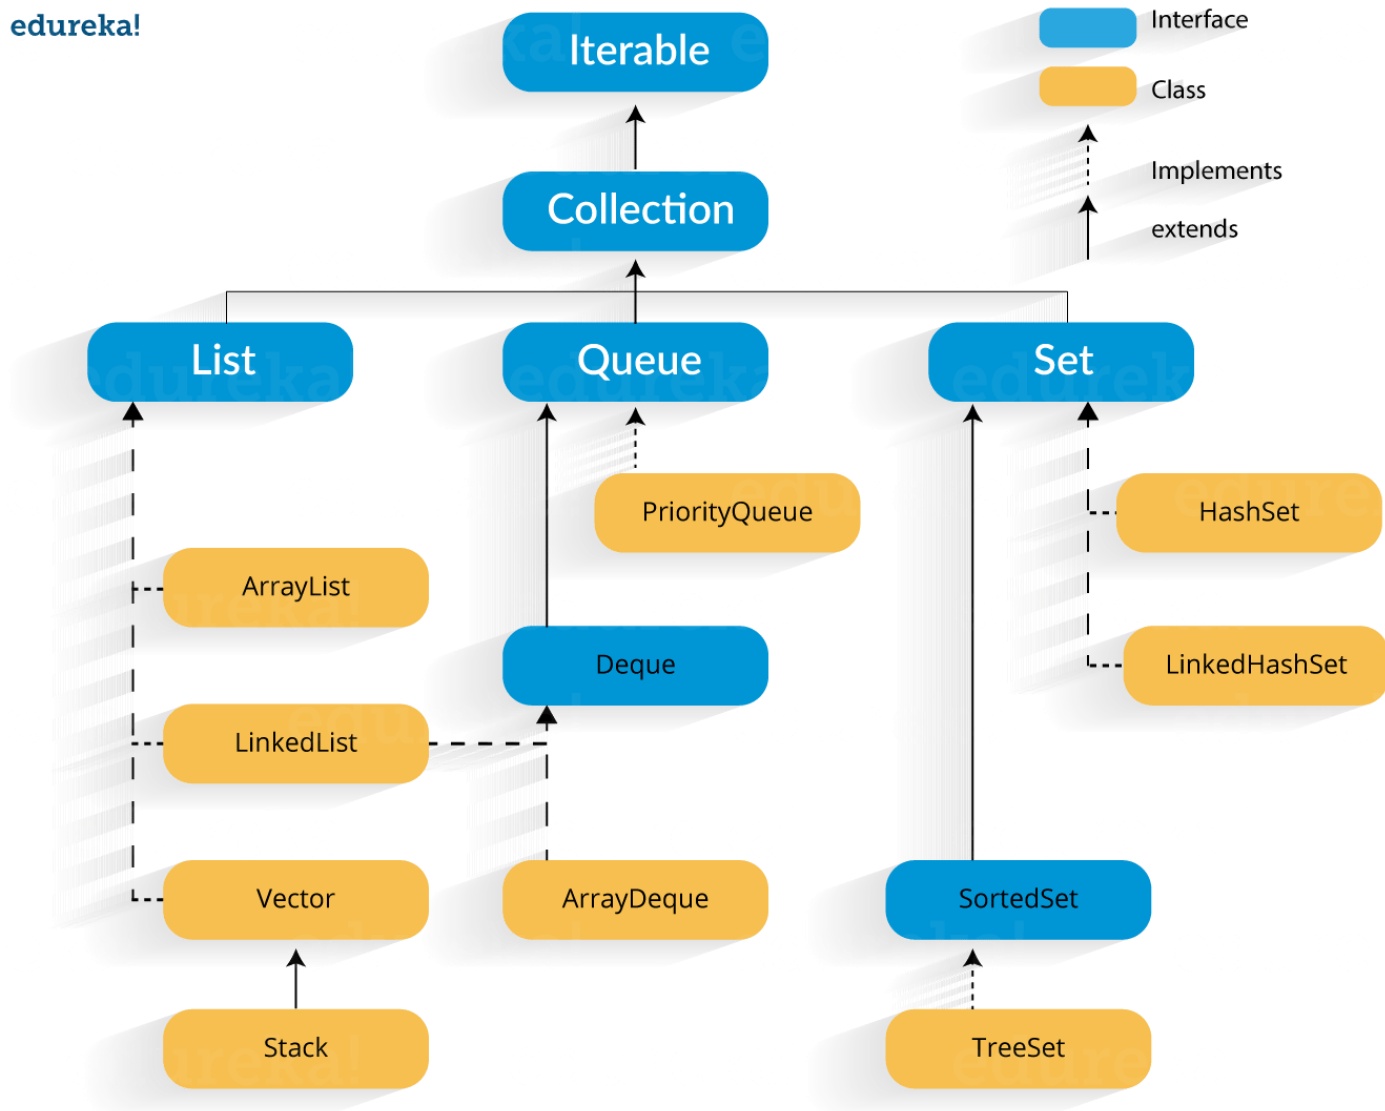 edureka!
Iterable
Interface
Class
Implements
extends
Collection
List
Queue
Set
PriorityQueue
HashSet
ArrayList
Deque
LinkedHashSet
LinkedList
Vector
ArrayDeque
SortedSet
Stack
TreeSet